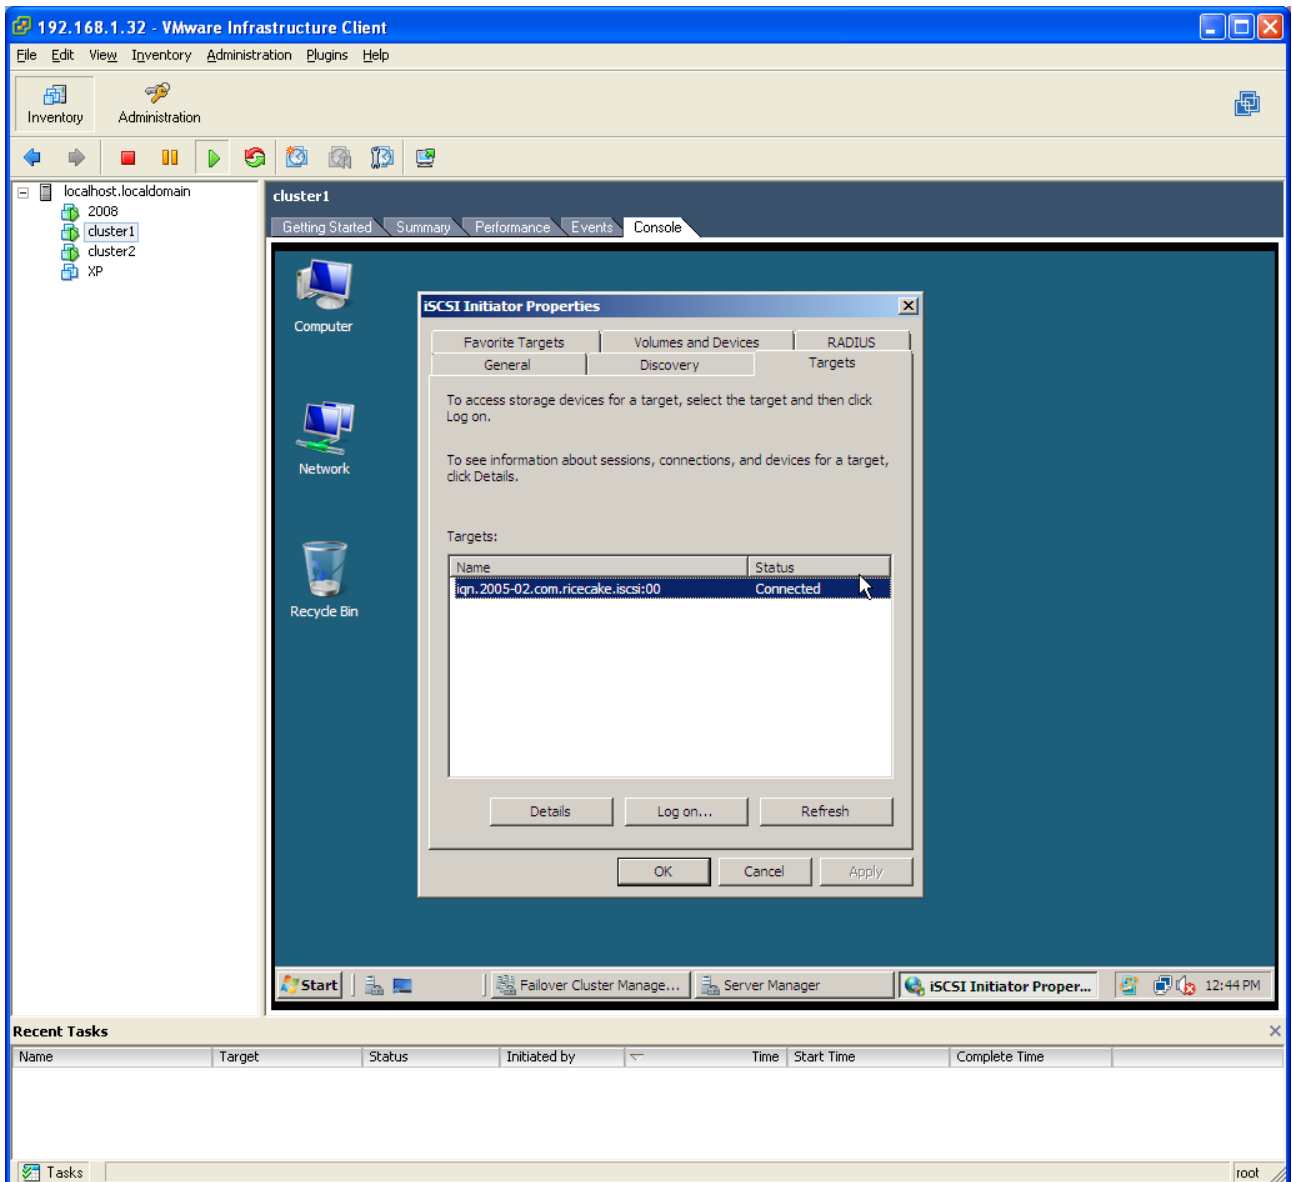 192.168.1.32 - VMware Infrastructure Client
File Edit View Inventory Administration Plugins Help
Inventory Administration
localhost.localdomain
2008
cluster1
cluster2
XP
cluster1
Getting Started Summary Performance Events Console
Computer
Network
Recycle Bin
iSCSI Initiator Properties
Favorite Targets Volumes and Devices RADIUS
General Discovery Targets
To access storage devices for a target, select the target and then click
Log on.
To see information about sessions, connections, and devices for a target,
click Details.
Targets:
Name Status
iqn.2005-02.com.ricecake.iscsi:00 Connected
Details Log on... Refresh
OK Cancel Apply
Start Failover Cluster Manage... Server Manager iSCSI Initiator Proper... 12:44 PM
Recent Tasks
Name Target Status Initiated by Time Start Time Complete Time
Tasks root